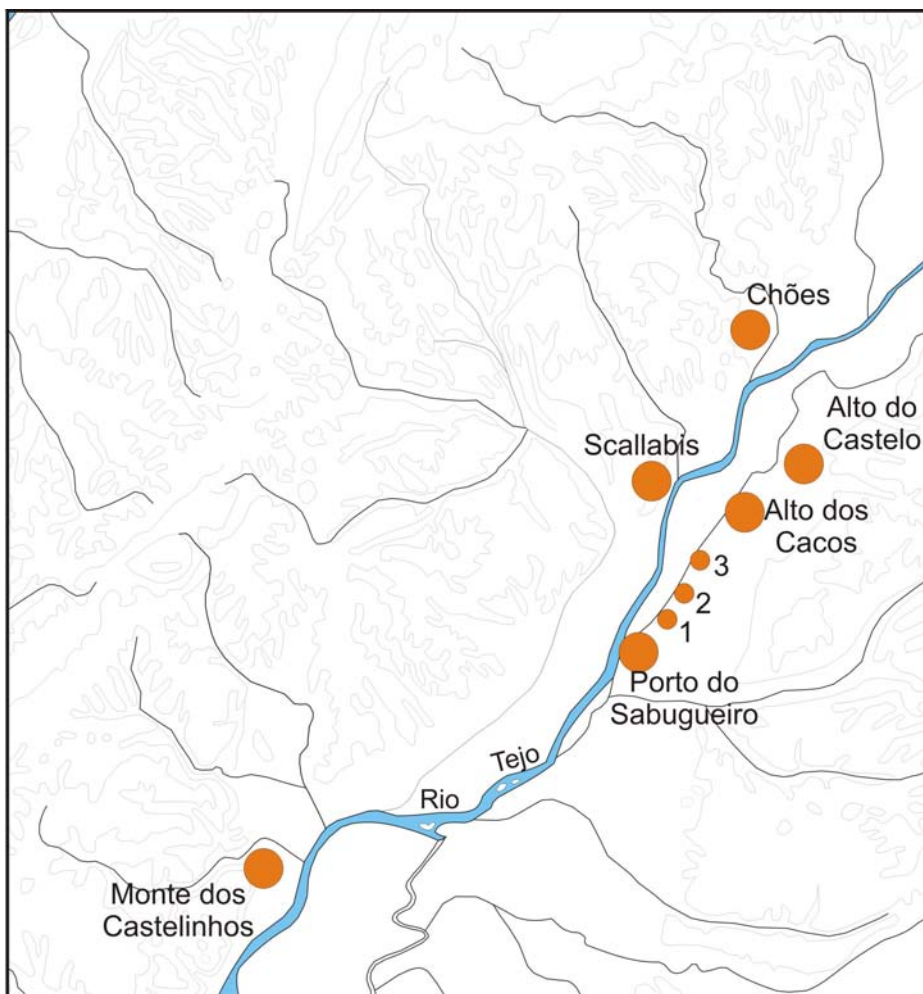 Chões
Alto do
Castelo
Scallabis
Alto dos
Cacos
3
2
1
Porto do
Sabugueiro
Tejo
Rio
Monte dos
Castelinhos